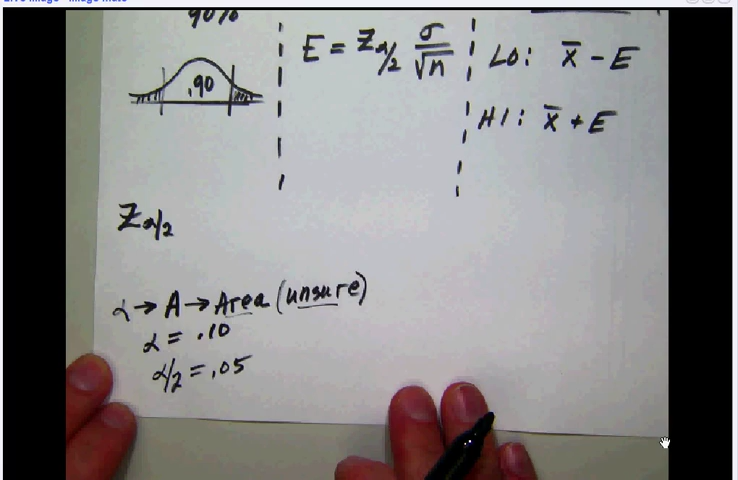 90%
.90
E = Zα/2 σ/√n
LO: x̄ - E
HI: x̄ + E
Zα/2
α → A → Area (unsure)
α = .10
α/2 = .05